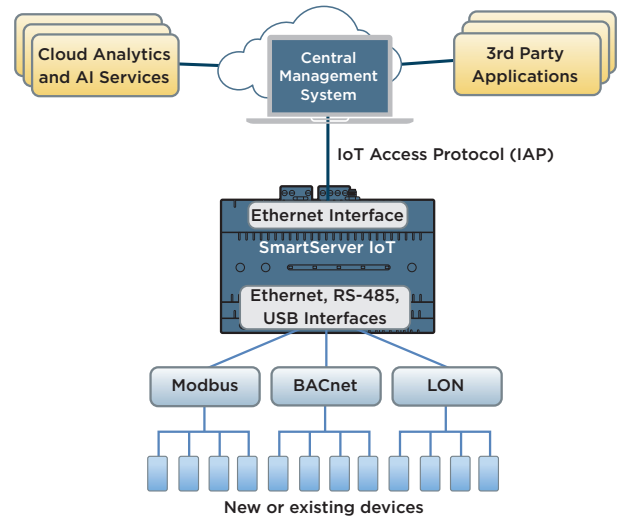 Cloud Analytics
and AI Services
Central
Management
System
3rd Party
Applications
IoT Access Protocol (IAP)
Ethernet Interface
SmartServer IoT
Ethernet, RS-485,
USB Interfaces
Modbus
BACnet
LON
New or existing devices